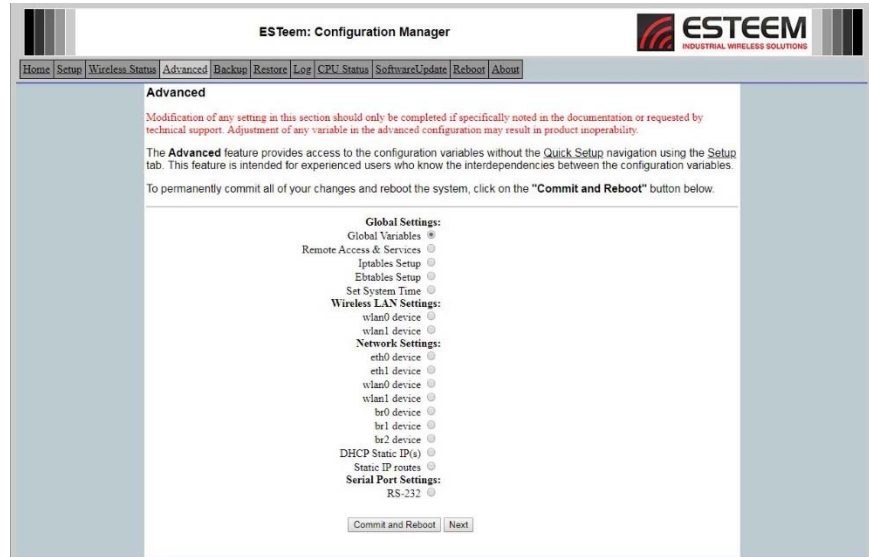 ESTeem: Configuration Manager
ESTEEM
INDUSTRIAL WIRELESS SOLUTIONS
Home Setup Wireless Status Advanced Backup Restore Log CPU Status SoftwareUpdate Reboot About
Advanced
Modification of any setting in this section should only be completed if specifically noted in the documentation or requested by
technical support. Adjustment of any variable in the advanced configuration may result in product inoperability.
The Advanced feature provides access to the configuration variables without the Quick Setup navigation using the Setup
tab. This feature is intended for experienced users who know the interdependencies between the configuration variables.
To permanently commit all of your changes and reboot the system, click on the "Commit and Reboot" button below.
Global Settings:
Global Variables
Remote Access & Services
Iptables Setup
Ebtables Setup
Set System Time
Wireless LAN Settings:
wlan0 device
wlan1 device
Network Settings:
eth0 device
eth1 device
wlan0 device
wlan1 device
br0 device
br1 device
br2 device
DHCP Static IP(s)
Static IP routes
Serial Port Settings:
RS-232
Commit and Reboot Next